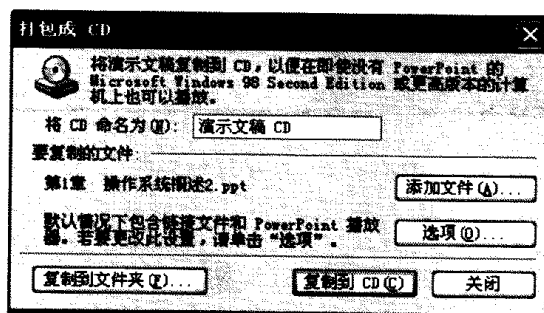 打包成 CD
将演示文稿复制到 CD，以便在即使没有 PowerPoint 的
Microsoft Windows 98 Second Edition 或更高版本的计算
机上也可以播放。
将 CD 命名为(N): 演示文稿 CD
要复制的文件:
第1章 操作系统概述2.ppt
添加文件(A)...
默认情况下包含链接文件和 PowerPoint 播放
器。若要更改此设置，请单击“选项”。
选项(O)...
复制到文件夹(F)... 复制到 CD(C) 关闭